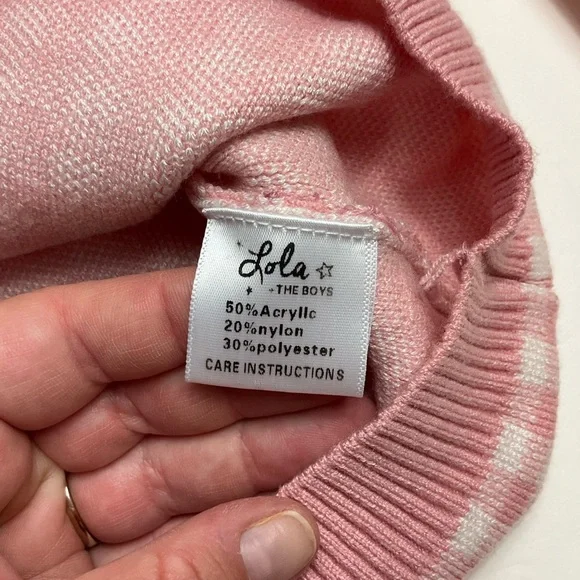 Lola
THE BOYS
50%Acrylic
20%nylon
30%polyester
CARE INSTRUCTIONS